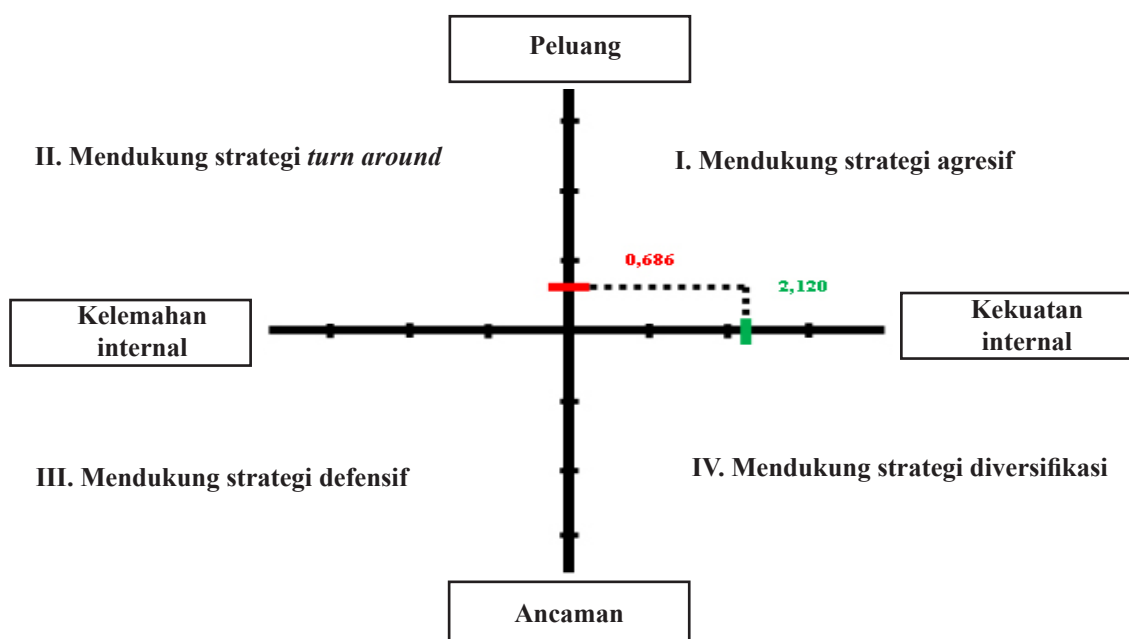 Peluang
II. Mendukung strategi turn around
I. Mendukung strategi agresif
0,686
2,120
Kelemahan
internal
Kekuatan
internal
III. Mendukung strategi defensif
IV. Mendukung strategi diversifikasi
Ancaman